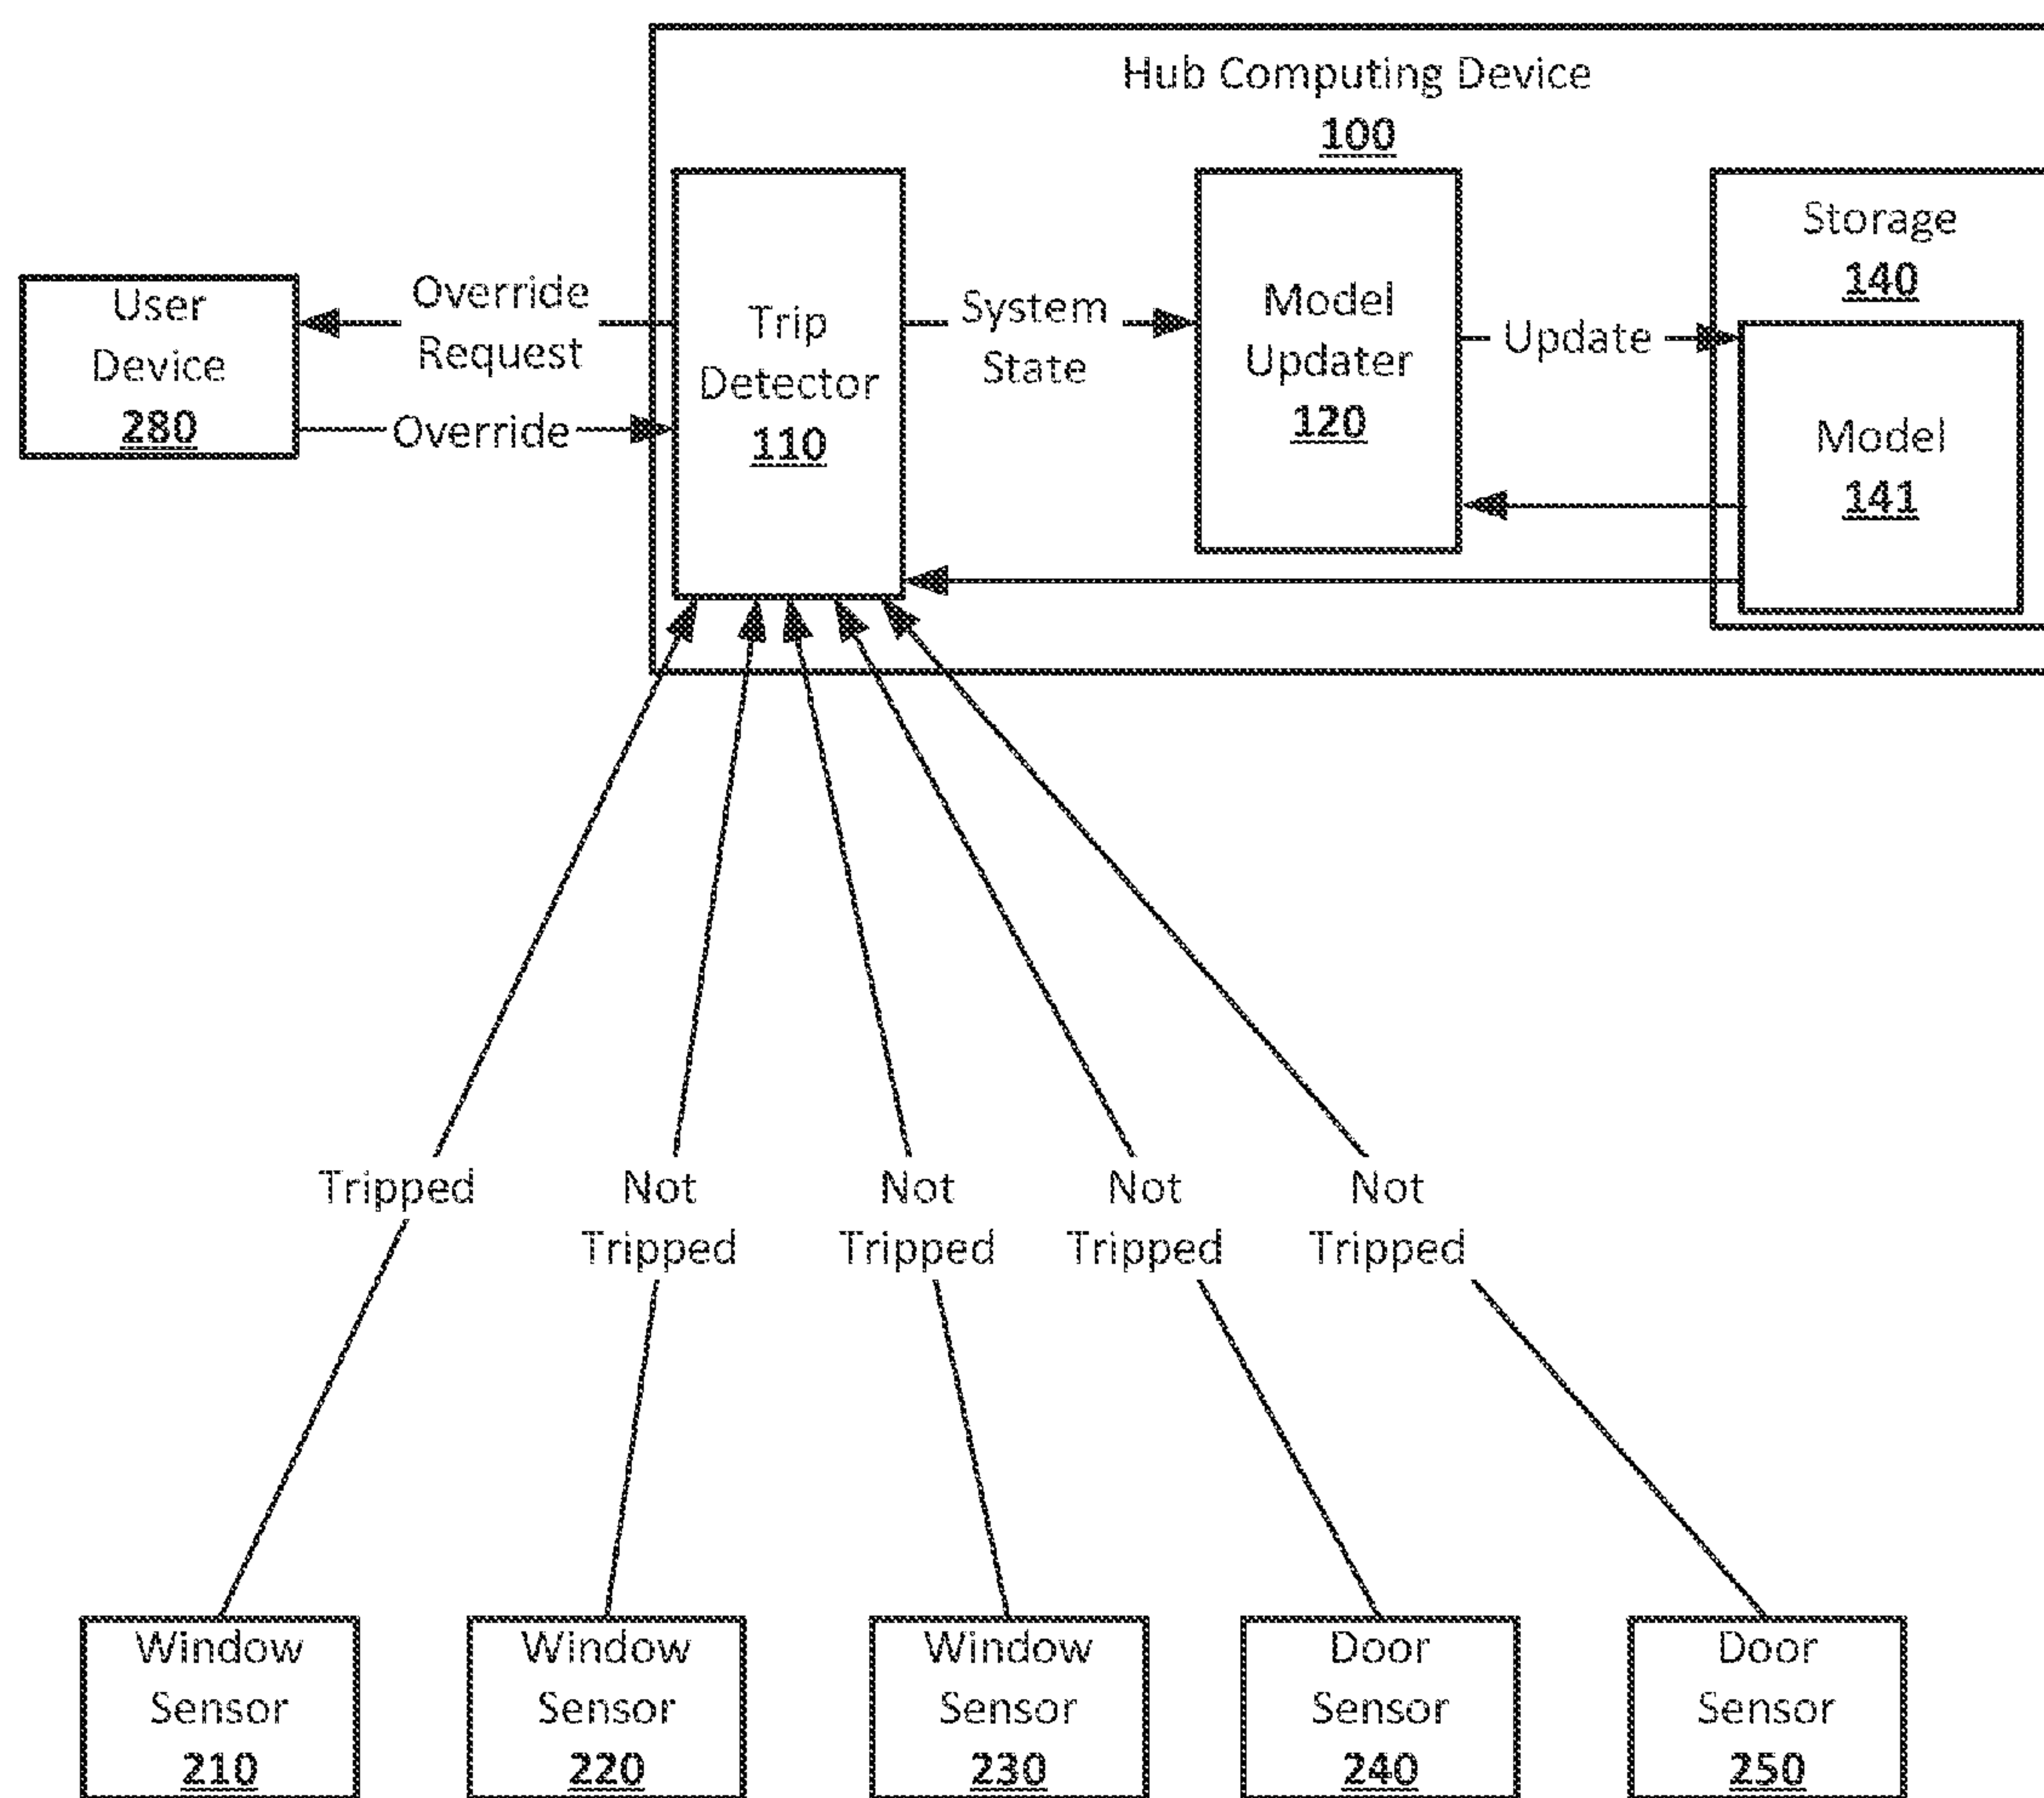 Hub Computing Device
100
User
Device
280
Override
Request
Override
Trip
Detector
110
System
State
Model
Updater
120
Update
Storage
140
Model
141
Tripped
Not
Tripped
Not
Tripped
Not
Tripped
Not
Tripped
Window
Sensor
210
Window
Sensor
220
Window
Sensor
230
Door
Sensor
240
Door
Sensor
250